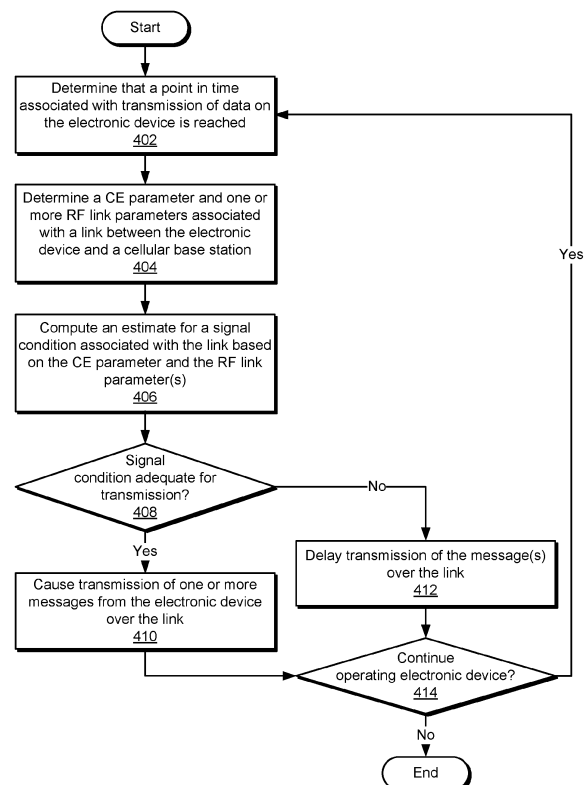 Start
Determine that a point in time
associated with transmission of data on
the electronic device is reached
402
Determine a CE parameter and one or
more RF link parameters associated
with a link between the electronic
device and a cellular base station
404
Yes
Compute an estimate for a signal
condition associated with the link based
on the CE parameter and the RF link
parameter(s)
406
Signal
condition adequate for
transmission?
408
No
Yes
Delay transmission of the message(s)
over the link
412
Cause transmission of one or more
messages from the electronic device
over the link
410
Continue
operating electronic device?
414
No
End